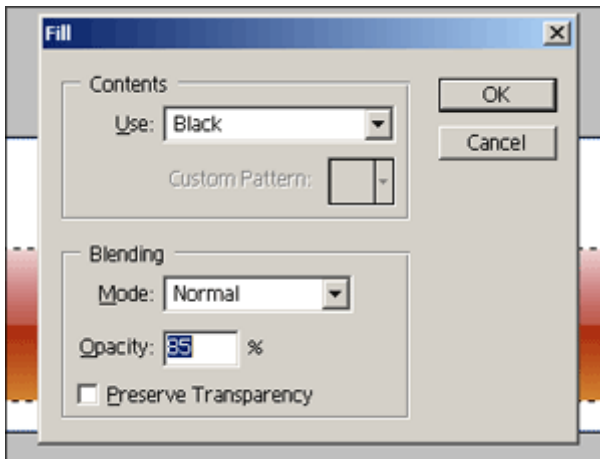 Fill
Contents
OK
Use: Black
Cancel
Custom Pattern:
Blending
Mode: Normal
Opacity: 85 %
Preserve Transparency